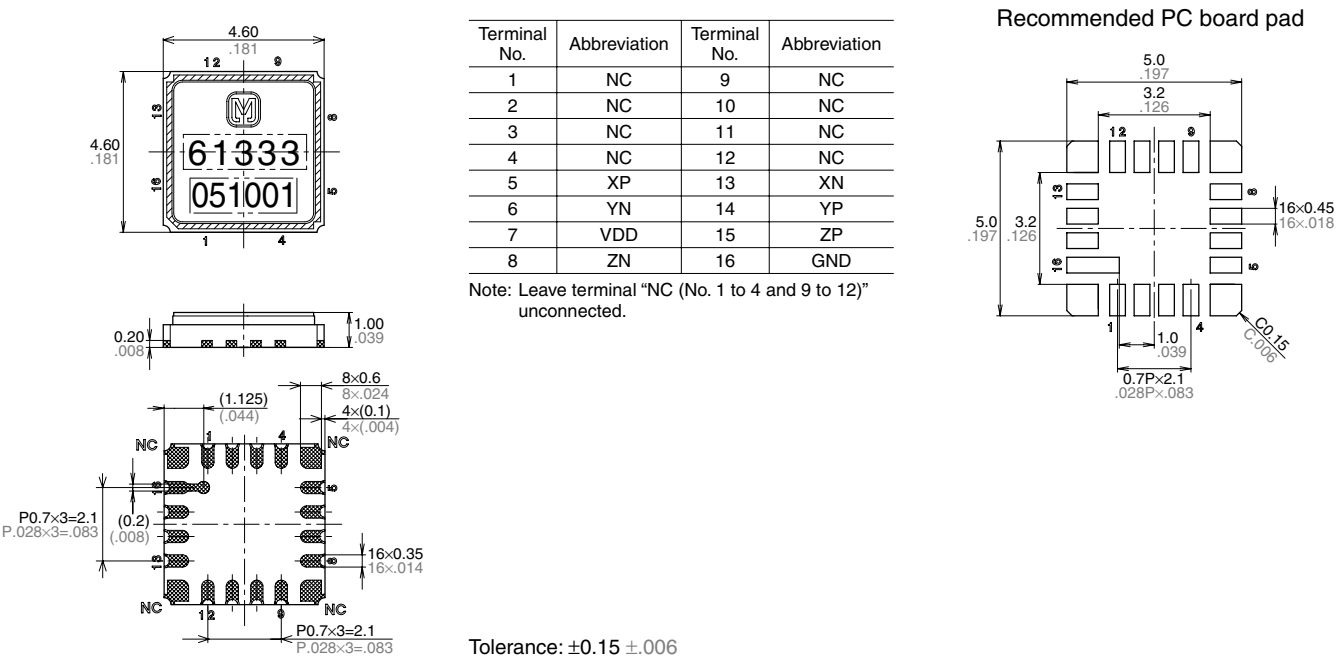 4.60
.181
12
9
13
8
4.60
.181
61333
051001
16
5
1
4
0.20
.008
1.00
.039
8×0.6
8×.024
(1.125)
(.044)
4×(0.1)
4×(.004)
NC
1
4
NC
16
5
P0.7×3=2.1
P.028×3=.083
(0.2)
(.008)
13
8
16×0.35
16×.014
NC
12
9
NC
P0.7×3=2.1
P.028×3=.083
Terminal No. Abbreviation Terminal No. Abbreviation
1 NC 9 NC
2 NC 10 NC
3 NC 11 NC
4 NC 12 NC
5 XP 13 XN
6 YN 14 YP
7 VDD 15 ZP
8 ZN 16 GND
Note: Leave terminal “NC (No. 1 to 4 and 9 to 12)”
unconnected.
Tolerance: ±0.15 ±.006
Recommended PC board pad
5.0
.197
3.2
.126
12
9
13
8
16×0.45
16×.018
5.0
.197
3.2
.126
16
5
1
4
1.0
.039
C0.15
C.006
0.7P×2.1
.028P×.083